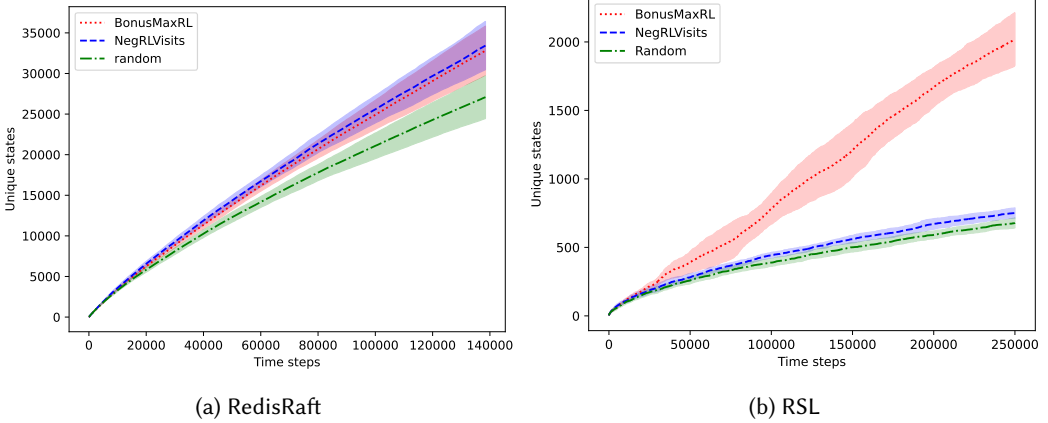 BonusMaxRL
NegRLVisits
random
35000
30000
25000
20000
15000
10000
5000
0
Unique states
0 20000 40000 60000 80000 100000 120000 140000
Time steps
(a) RedisRaft
BonusMaxRL
NegRLVisits
Random
2000
1500
1000
500
0
Unique states
0 50000 100000 150000 200000 250000
Time steps
(b) RSL